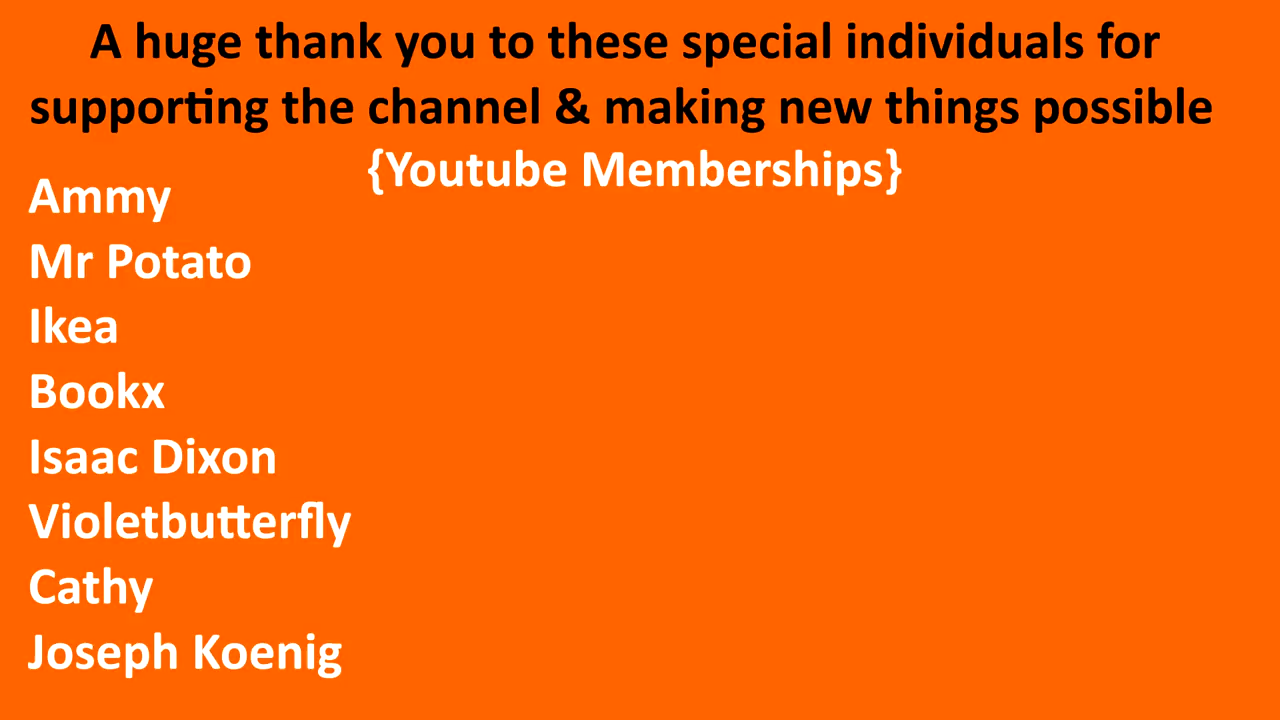 A huge thank you to these special individuals for
supporting the channel & making new things possible
{Youtube Memberships}
Ammy
Mr Potato
Ikea
Bookx
Isaac Dixon
Violetbutterfly
Cathy
Joseph Koenig